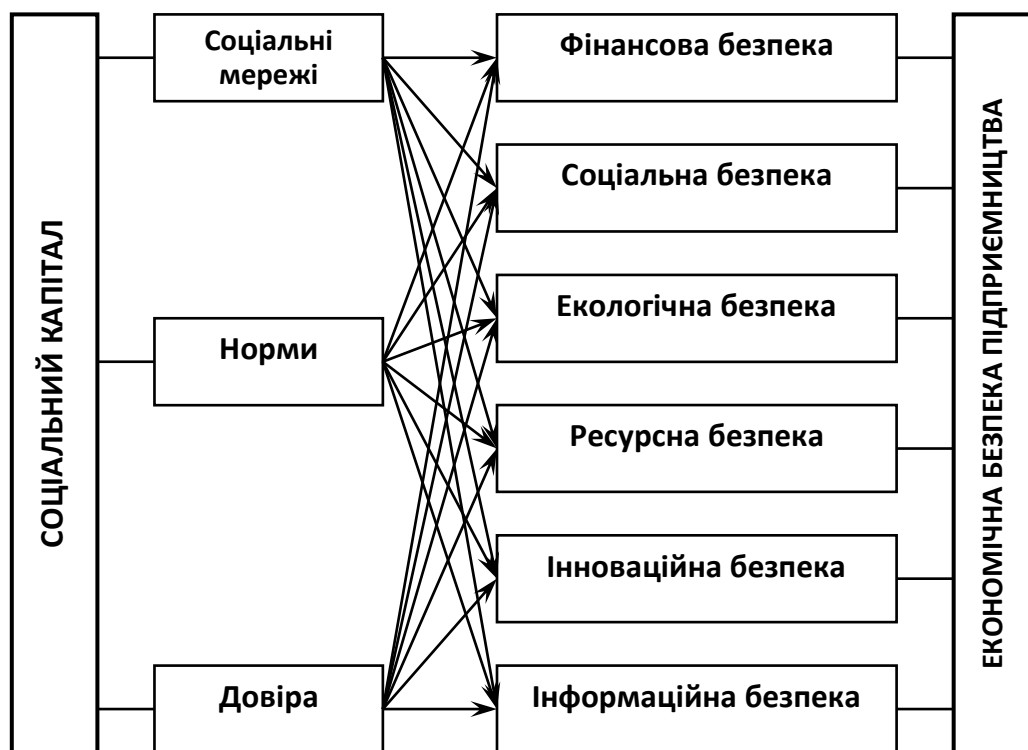 СОЦІАЛЬНИЙ КАПІТАЛ
Соціальні
мережі
Норми
Довіра
Фінансова безпека
Соціальна безпека
Екологічна безпека
Ресурсна безпека
Інноваційна безпека
Інформаційна безпека
ЕКОНОМІЧНА БЕЗПЕКА ПІДПРИЄМНИЦТВА